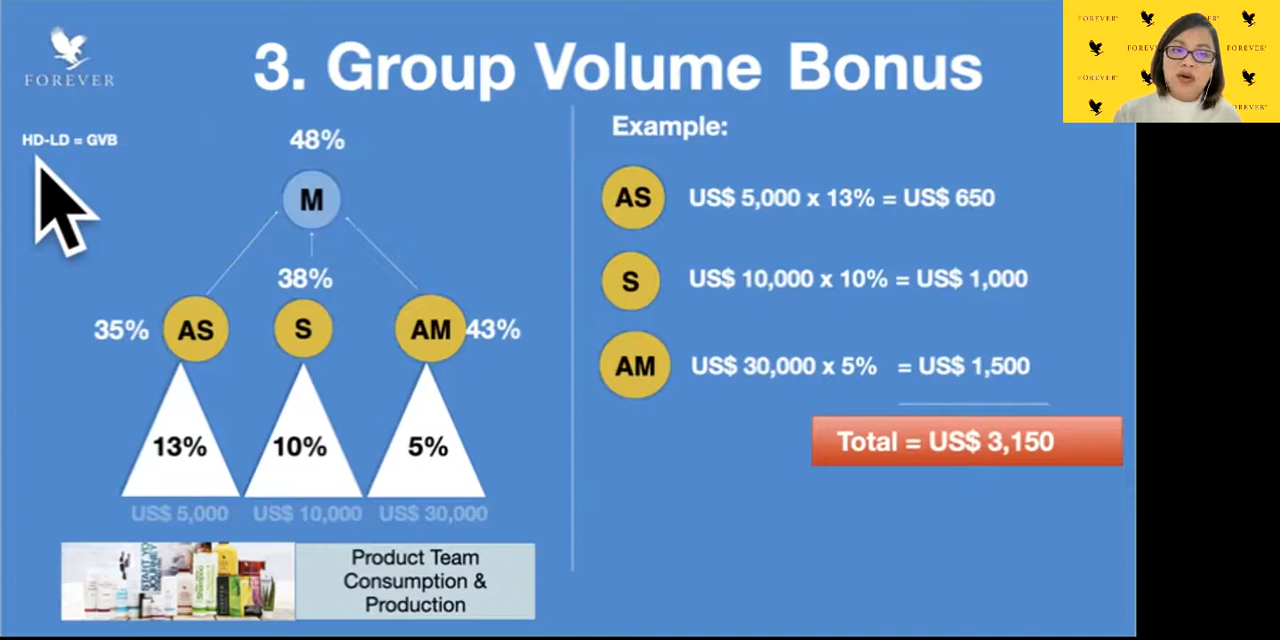 FOREVER
3. Group Volume Bonus
HD-LD = GVB
48%
M
38%
35%
AS
S
AM
43%
13%
10%
5%
US$ 5,000
US$ 10,000
US$ 30,000
Product Team
Consumption &
Production
Example:
AS
US$ 5,000 x 13% = US$ 650
S
US$ 10,000 x 10% = US$ 1,000
AM
US$ 30,000 x 5% = US$ 1,500
Total = US$ 3,150
FOREVER
FOREVER
FOREVER